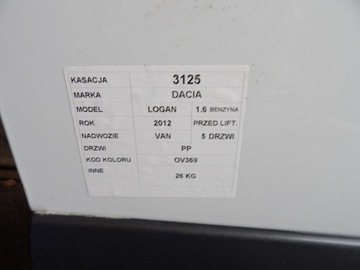 KASACJA 3125
MARKA DACIA
MODEL LOGAN 1.6 BENZYNA
ROK 2012 PRZED LIFT.
NADWOZIE VAN 5 DRZWI
DRZWI PP
KOD KOLORU OV369
INNE 26 KG